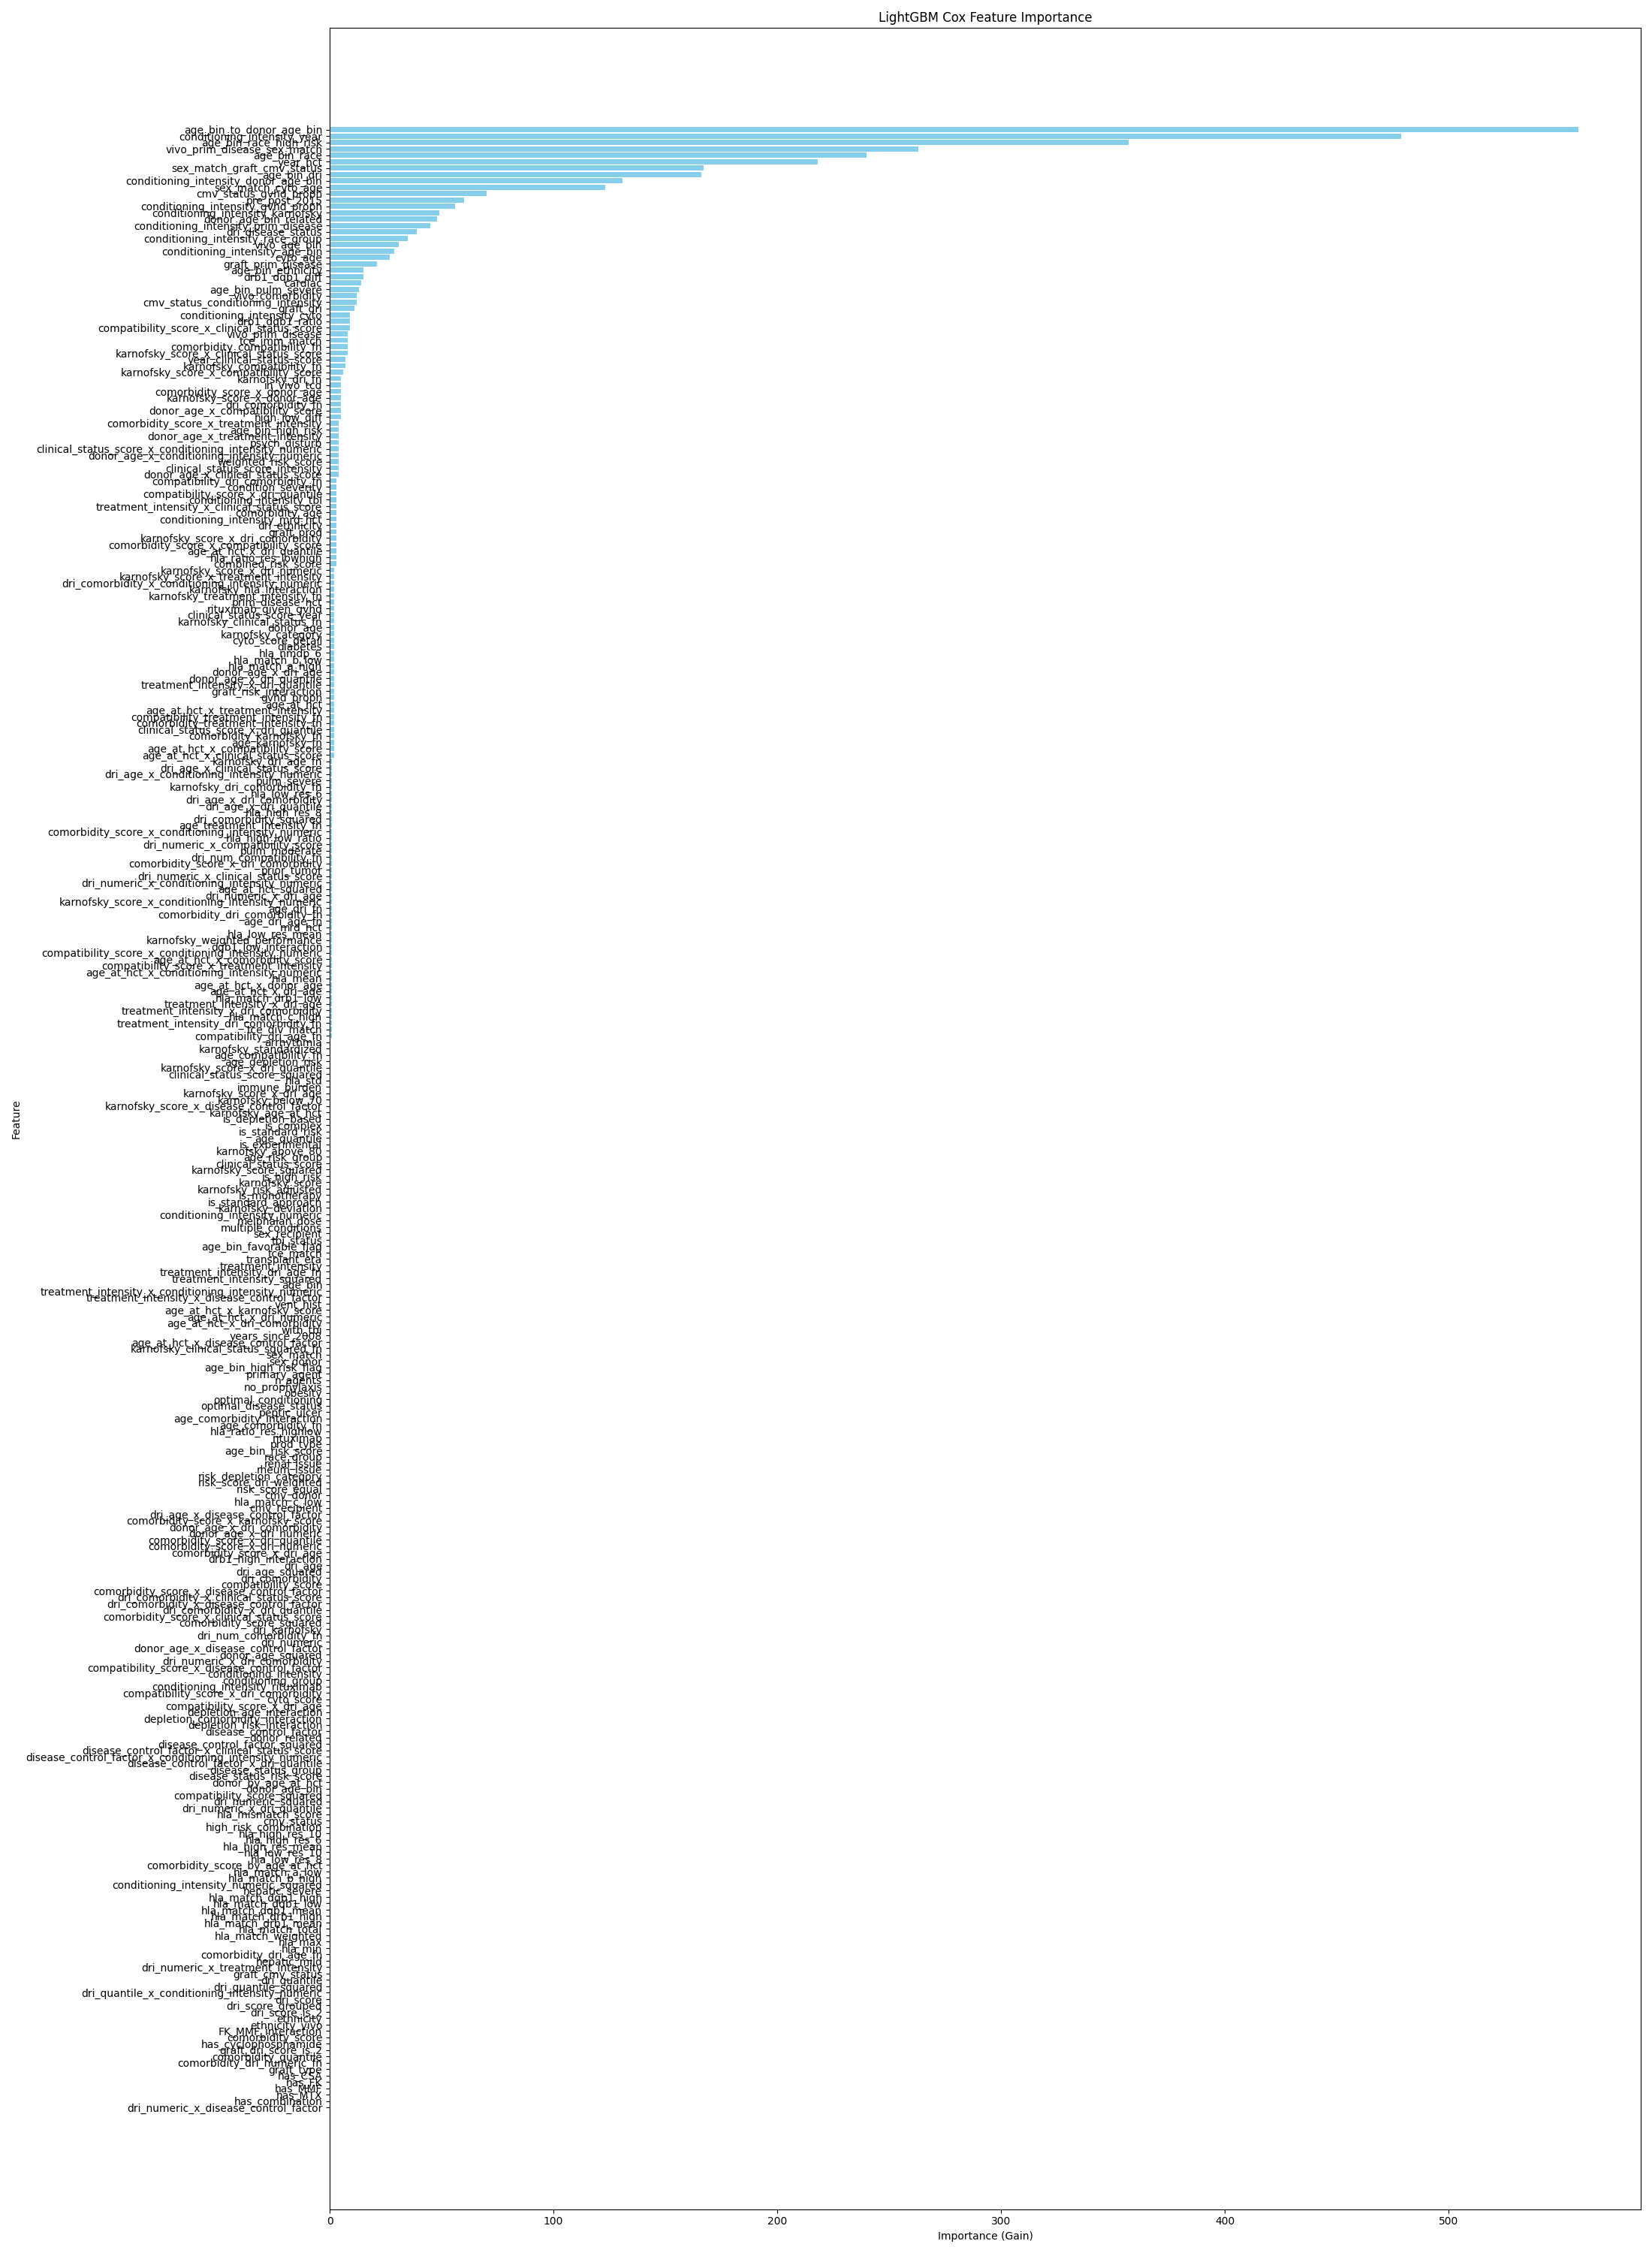 LightGBM Cox Feature Importance
age_bin_to_donor_age_bin
conditioning_intensity_year
age_bin_race_high_risk
vivo_prim_disease_sex_match
age_bin_race
year_hct
sex_match_graft_cmv_status
age_bin_dri
conditioning_intensity_donor_age_bin
sex_match_cyto_age
cmv_status_gvhd_proph
pre_post_2015
conditioning_intensity_gvhd_proph
conditioning_intensity_karnofsky
donor_age_bin_related
conditioning_intensity_prim_disease
dri_disease_status
conditioning_intensity_race_group
vivo_age_bin
conditioning_intensity_age_bin
cyto_age
graft_prim_disease
age_bin_ethnicity
drb1_dqb1_diff
cardiac
age_bin_pulm_severe
vivo_comorbidity
cmv_status_conditioning_intensity
graft_dri
conditioning_intensity_cyto
drb1_dqb1_ratio
compatibility_score_x_clinical_status_score
vivo_prim_disease
tce_imm_match
comorbidity_compatibility_fn
karnofsky_score_x_clinical_status_score
year_clinical_status_score
karnofsky_compatibility_fn
karnofsky_score_x_compatibility_score
karnofsky_dri_fn
in_vivo_tcd
comorbidity_score_x_donor_age
karnofsky_score_x_donor_age
dri_comorbidity_fn
donor_age_x_compatibility_score
high_low_diff
comorbidity_score_x_treatment_intensity
age_bin_high_risk
donor_age_x_treatment_intensity
psych_disturb
clinical_status_score_x_conditioning_intensity_numeric
donor_age_x_conditioning_intensity_numeric
weighted_risk_score
clinical_status_score_intensity
donor_age_x_clinical_status_score
compatibility_dri_comorbidity_fn
condition_severity
compatibility_score_x_dri_quantile
conditioning_intensity_tbi
treatment_intensity_x_clinical_status_score
comorbidity_age
conditioning_intensity_mrd_hct
dri_ethnicity
graft_prod
karnofsky_score_x_dri_comorbidity
comorbidity_score_x_compatibility_score
age_at_hct_x_dri_quantile
hla_ratio_res_lowhigh
combined_risk_score
karnofsky_score_x_dri_numeric
karnofsky_score_x_treatment_intensity
dri_comorbidity_x_conditioning_intensity_numeric
karnofsky_hla_interaction
karnofsky_treatment_intensity_fn
prim_disease_hct
rituximab_given_gvhd
clinical_status_score_year
karnofsky_clinical_status_fn
donor_age
karnofsky_category
cyto_score_detail
diabetes
hla_nmdp_6
hla_match_b_low
hla_match_a_high
donor_age_x_dri_age
donor_age_x_dri_quantile
treatment_intensity_x_dri_quantile
graft_risk_interaction
gvhd_proph
age_at_hct
age_at_hct_x_treatment_intensity
compatibility_treatment_intensity_fn
comorbidity_treatment_intensity_fn
clinical_status_score_x_dri_quantile
comorbidity_karnofsky_fn
age_karnofsky_fn
age_at_hct_x_compatibility_score
age_at_hct_x_clinical_status_score
karnofsky_dri_age_fn
dri_age_x_clinical_status_score
dri_age_x_conditioning_intensity_numeric
pulm_severe
karnofsky_dri_comorbidity_fn
hla_low_res_6
dri_age_x_dri_comorbidity
dri_age_x_dri_quantile
hla_high_res_8
dri_comorbidity_squared
age_treatment_intensity_fn
comorbidity_score_x_conditioning_intensity_numeric
hla_high_low_ratio
dri_numeric_x_compatibility_score
pulm_moderate
dri_num_compatibility_fn
comorbidity_score_x_dri_comorbidity
prior_tumor
dri_numeric_x_clinical_status_score
dri_numeric_x_conditioning_intensity_numeric
age_at_hct_squared
dri_numeric_x_dri_age
karnofsky_score_x_conditioning_intensity_numeric
age_dri_fn
comorbidity_dri_comorbidity_fn
age_dri_age_fn
mrd_hct
hla_low_res_mean
karnofsky_weighted_performance
dqb1_low_interaction
compatibility_score_x_conditioning_intensity_numeric
age_at_hct_x_comorbidity_score
compatibility_score_x_treatment_intensity
age_at_hct_x_conditioning_intensity_numeric
hla_mean
age_at_hct_x_donor_age
age_at_hct_x_dri_age
hla_match_drb1_low
treatment_intensity_x_dri_age
treatment_intensity_x_dri_comorbidity
hla_match_c_high
treatment_intensity_dri_comorbidity_fn
tce_div_match
compatibility_dri_age_fn
arrhythmia
karnofsky_standardized
age_compatibility_fn
age_depletion_risk
karnofsky_score_x_dri_quantile
clinical_status_score_squared
hla_std
immune_burden
karnofsky_score_x_dri_age
karnofsky_below_70
karnofsky_score_x_disease_control_factor
karnofsky_age_at_hct
is_depletion_based
is_complex
is_standard_risk
age_quantile
is_experimental
karnofsky_above_80
age_risk_group
clinical_status_score
karnofsky_score_squared
is_high_risk
karnofsky_score
karnofsky_risk_adjusted
is_monotherapy
is_standard_approach
karnofsky_deviation
conditioning_intensity_numeric
melphalan_dose
multiple_conditions
sex_recipient
tbi_status
age_bin_favorable_flag
tce_match
transplant_era
treatment_intensity
treatment_intensity_dri_age_fn
treatment_intensity_squared
age_bin
treatment_intensity_x_conditioning_intensity_numeric
treatment_intensity_x_disease_control_factor
vent_hist
age_at_hct_x_karnofsky_score
age_at_hct_x_dri_numeric
age_at_hct_x_dri_comorbidity
with_tbi
years_since_2008
age_at_hct_x_disease_control_factor
karnofsky_clinical_status_squared_fn
sex_match
sex_donor
age_bin_high_risk_flag
primary_agent
n_agents
no_prophylaxis
obesity
optimal_conditioning
optimal_disease_status
peptic_ulcer
age_comorbidity_interaction
age_comorbidity_fn
hla_ratio_res_highlow
rituximab
prod_type
age_bin_risk_score
race_group
renal_issue
rheum_issue
risk_depletion_category
risk_score_dri_weighted
risk_score_equal
cmv_donor
hla_match_c_low
cmv_recipient
dri_age_x_disease_control_factor
comorbidity_score_x_karnofsky_score
donor_age_x_dri_comorbidity
donor_age_x_dri_numeric
comorbidity_score_x_dri_quantile
comorbidity_score_x_dri_numeric
comorbidity_score_x_dri_age
drb1_high_interaction
dri_age
dri_age_squared
dri_comorbidity
compatibility_score
comorbidity_score_x_disease_control_factor
dri_comorbidity_x_clinical_status_score
dri_comorbidity_x_disease_control_factor
dri_comorbidity_x_dri_quantile
comorbidity_score_x_clinical_status_score
comorbidity_score_squared
dri_karnofsky
dri_num_comorbidity_fn
dri_numeric
donor_age_x_disease_control_factor
donor_age_squared
dri_numeric_x_dri_comorbidity
compatibility_score_x_disease_control_factor
conditioning_intensity
conditioning_group
conditioning_intensity_rituximab
compatibility_score_x_dri_comorbidity
cyto_score
compatibility_score_x_dri_age
depletion_age_interaction
depletion_comorbidity_interaction
depletion_risk_interaction
disease_control_factor
donor_related
disease_control_factor_squared
disease_control_factor_x_clinical_status_score
disease_control_factor_x_conditioning_intensity_numeric
disease_control_factor_x_dri_quantile
disease_status_group
disease_status_risk_score
donor_by_age_at_hct
donor_age_bin
compatibility_score_squared
dri_numeric_squared
dri_numeric_x_dri_quantile
hla_mismatch_score
cmv_status
high_risk_combination
hla_high_res_10
hla_high_res_6
hla_high_res_mean
hla_low_res_10
hla_low_res_8
comorbidity_score_by_age_at_hct
hla_match_a_low
hla_match_b_high
conditioning_intensity_numeric_squared
hepatic_severe
hla_match_dqb1_high
hla_match_dqb1_low
hla_match_dqb1_mean
hla_match_drb1_high
hla_match_drb1_mean
hla_match_total
hla_match_weighted
hla_max
hla_min
comorbidity_dri_age_fn
hepatic_mild
dri_numeric_x_treatment_intensity
graft_cmv_status
dri_quantile
dri_quantile_squared
dri_quantile_x_conditioning_intensity_numeric
dri_score
dri_score_grouped
dri_score_is_2
ethnicity
ethnicity_vivo
FK_MMF_interaction
comorbidity_score
has_cyclophosphamide
graft_dri_score_is_2
comorbidity_quantile
comorbidity_dri_numeric_fn
graft_type
has_CSA
has_FK
has_MMF
has_MTX
has_combination
dri_numeric_x_disease_control_factor
Feature
0 100 200 300 400 500
Importance (Gain)